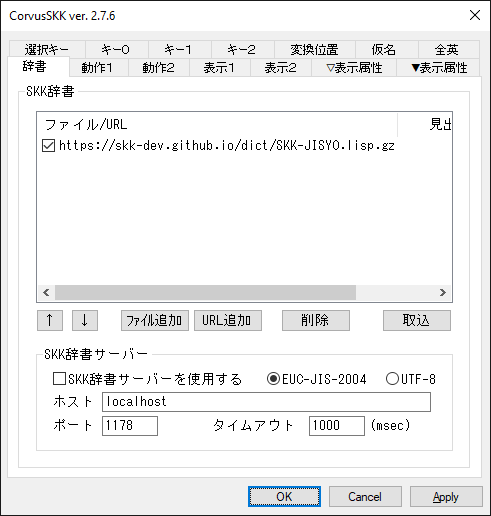 CorvusSKK ver. 2.7.6
選択キー キー0 キー1 キー2 変換位置 仮名 全英
辞書 動作1 動作2 表示1 表示2 ▽表示属性 ▼表示属性
SKK辞書
ファイル/URL 見出
https://skk-dev.github.io/dict/SKK-JISYO.lisp.gz
↑ ↓ ファイル追加 URL追加 削除 取込
SKK辞書サーバー
SKK辞書サーバーを使用する EUC-JIS-2004 UTF-8
ホスト localhost
ポート 1178 タイムアウト 1000 (msec)
OK Cancel Apply